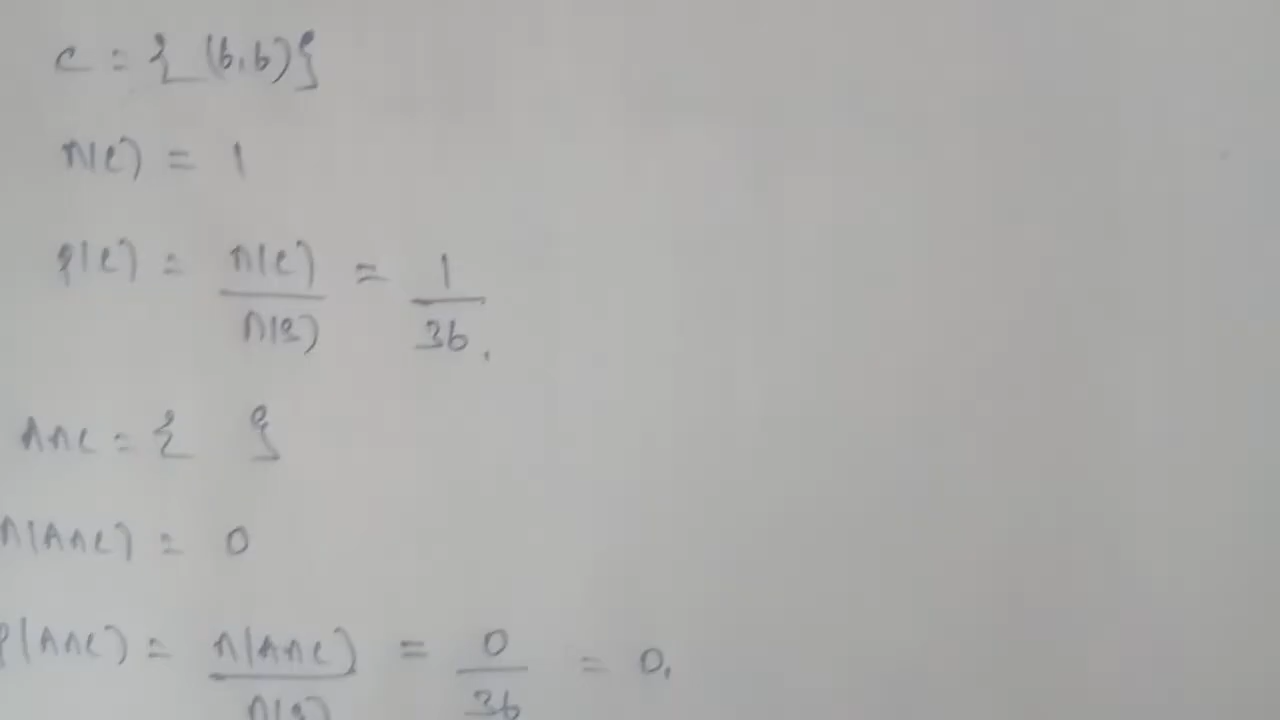 C = { (6,6) }
n(C) = 1
P(C) = n(C) / n(S) = 1 / 36.
A∩C = { }
n(A∩C) = 0
P(A∩C) = n(A∩C) / n(S) = 0 / 36 = 0.